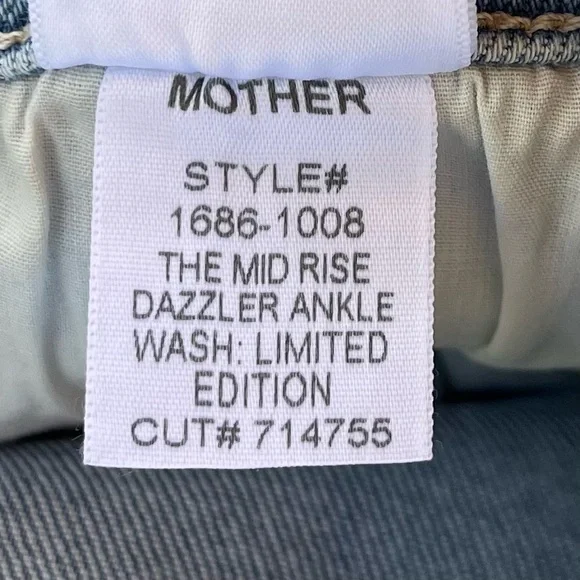 MOTHER
STYLE#
1686-1008
THE MID RISE
DAZZLER ANKLE
WASH: LIMITED
EDITION
CUT# 714755